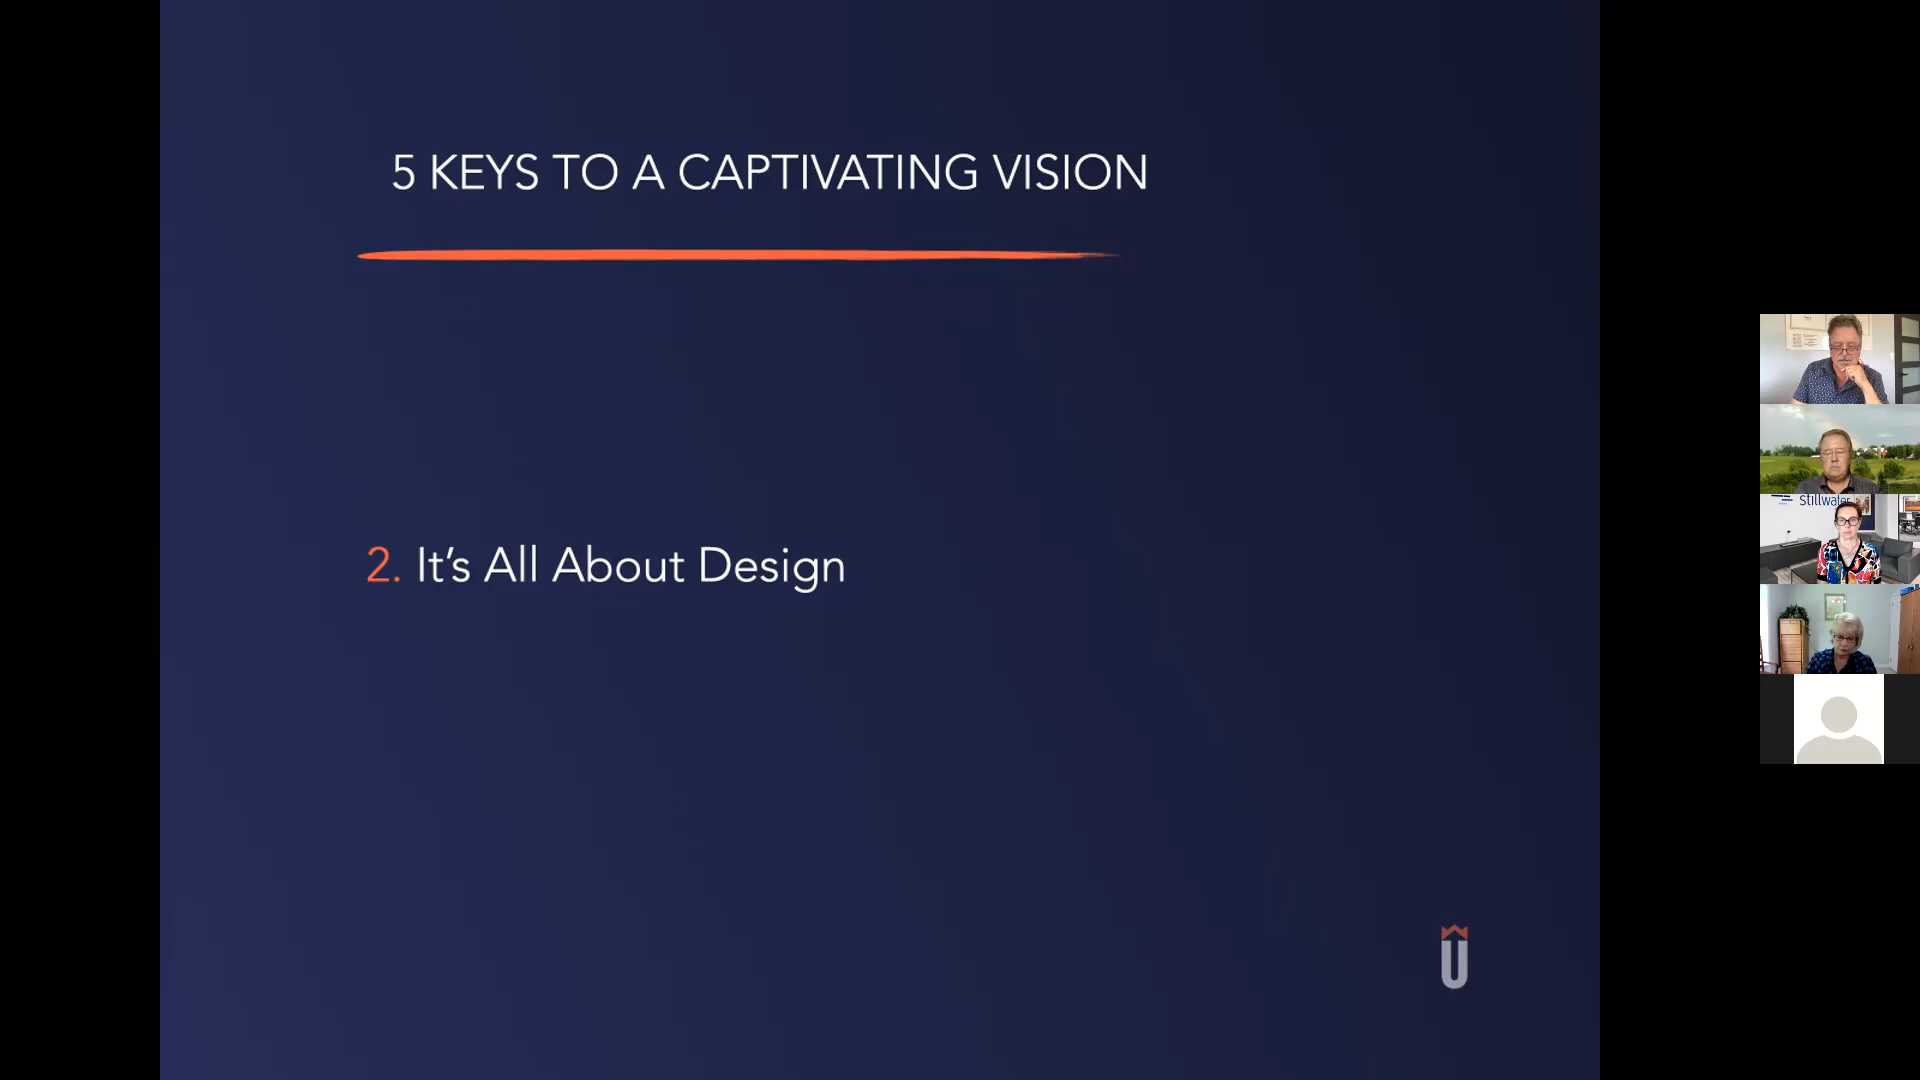 5 KEYS TO A CAPTIVATING VISION
2. It’s All About Design
U
stillwater